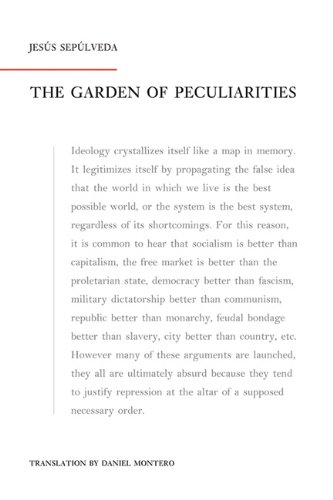 JESÚS SEPÚLVEDA
THE GARDEN OF PECULIARITIES
Ideology crystallizes itself like a map in memory.
It legitimizes itself by propagating the false idea
that the world in which we live is the best
possible world, or the system is the best system,
regardless of its shortcomings. For this reason,
it is common to hear that socialism is better than
capitalism, the free market is better than the
proletarian state, democracy better than fascism,
military dictatorship better than communism,
republic better than monarchy, feudal bondage
better than slavery, city better than country, etc.
However many of these arguments are launched,
they all are ultimately absurd because they tend
to justify repression at the altar of a supposed
necessary order.
TRANSLATION BY DANIEL MONTERO